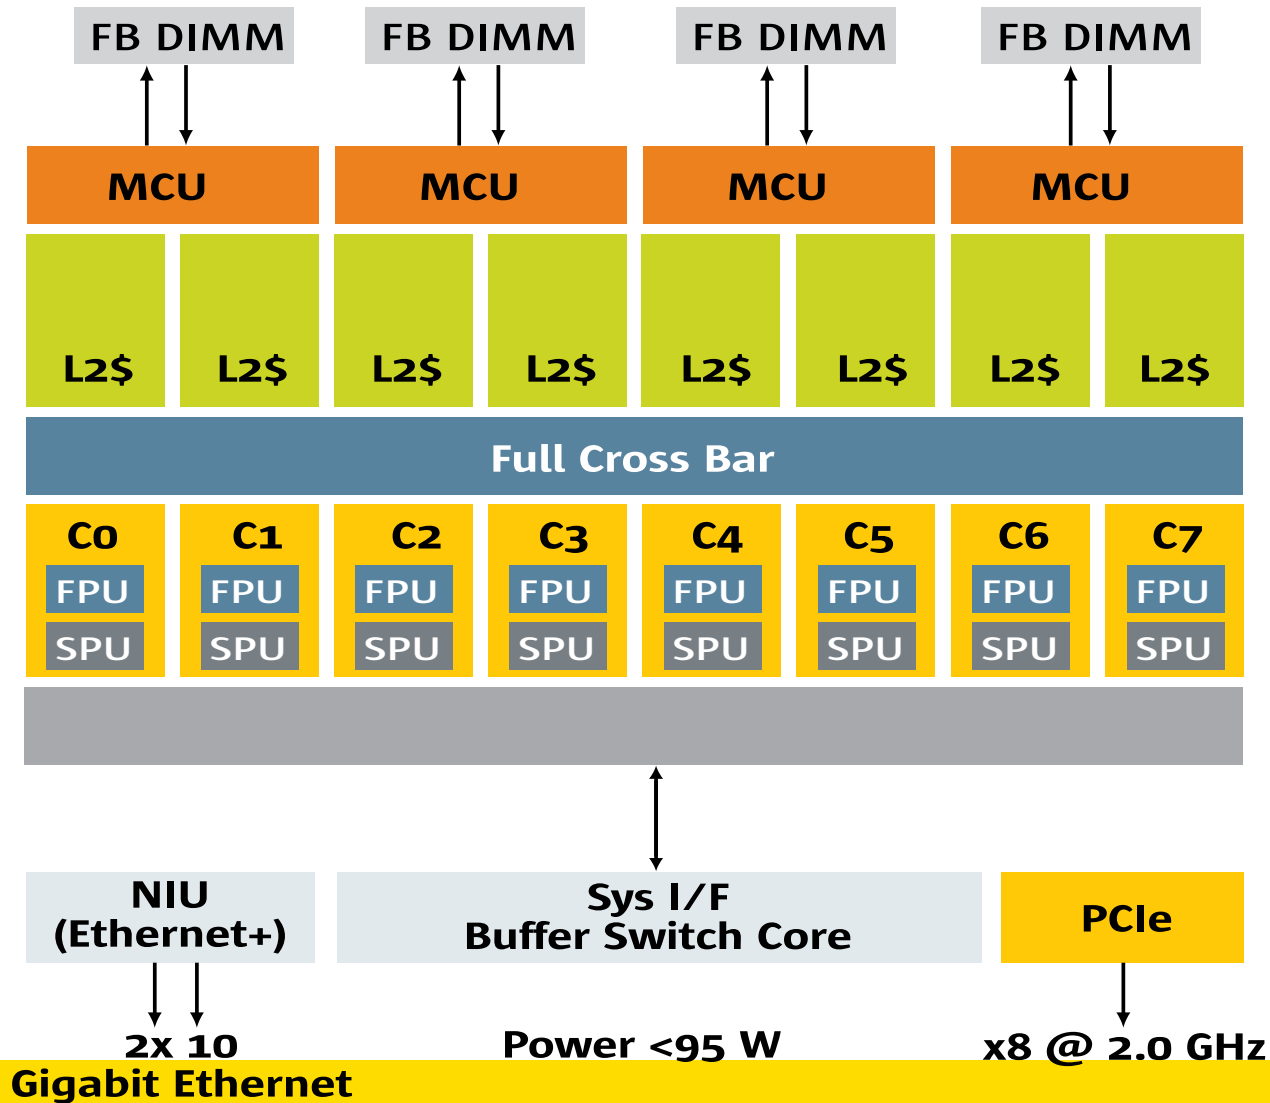 FB DIMM FB DIMM FB DIMM FB DIMM
MCU MCU MCU MCU
L2$ L2$ L2$ L2$ L2$ L2$ L2$ L2$
Full Cross Bar
C0 C1 C2 C3 C4 C5 C6 C7
FPU FPU FPU FPU FPU FPU FPU FPU
SPU SPU SPU SPU SPU SPU SPU SPU
NIU
(Ethernet+)
Sys I/F
Buffer Switch Core
PCIe
2x 10
Gigabit Ethernet
Power <95 W
x8 @ 2.0 GHz